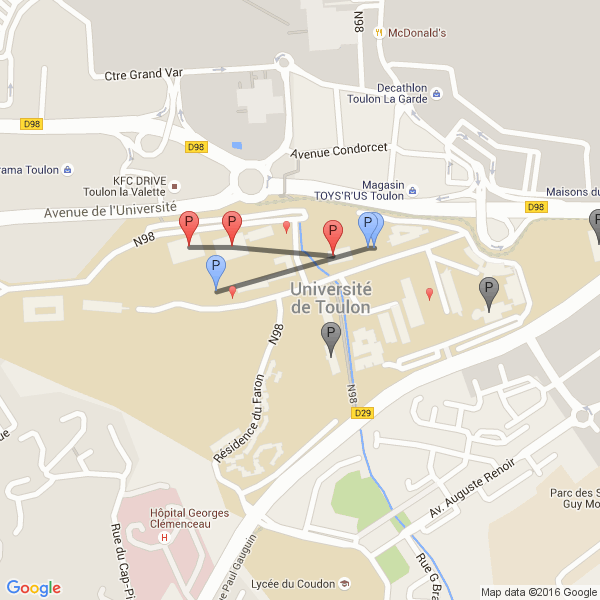 N98
McDonald's
Ctre Grand Var
Decathlon
Toulon La Garde
D98
D98
Avenue Condorcet
rama Toulon
KFC DRIVE
Toulon la Valette
Magasin
TOYS'R'US Toulon
Maisons du
Avenue de l'Université
D98
N98
P
P
P
P
P
P
P
P
Université
de Toulon
N98
N98
Résidence du Faron
D29
Av. Auguste Renoir
Parc des S
Guy Mo
Hôpital Georges
Clémenceau
H
Rue du Cap-Pi
ue
ue Paul Gauguin
Lycée du Coudon
Rue G Bra
Google
Map data ©2016 Google